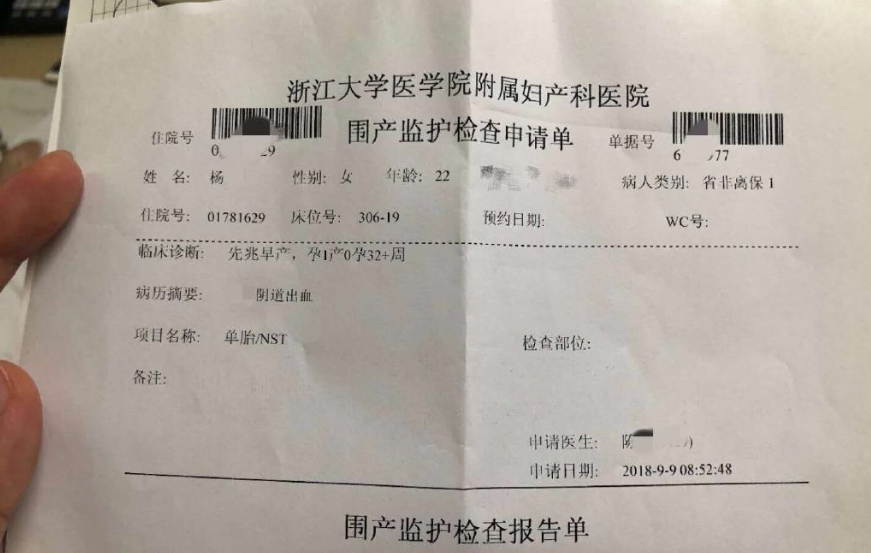 浙江大学医学院附属妇产科医院
围产监护检查申请单
住院号
单据号
姓 名: 杨 性别: 女 年龄: 22 病人类别: 省非离保 1
住院号: 01781629 床位号: 306-19 预约日期: WC号:
临床诊断: 先兆早产, 孕1产0孕32+周
病历摘要: 阴道出血
项目名称: 单胎/NST 检查部位:
备注:
申请医生: 陈
申请日期: 2018-9-9 08:52:48
围产监护检查报告单